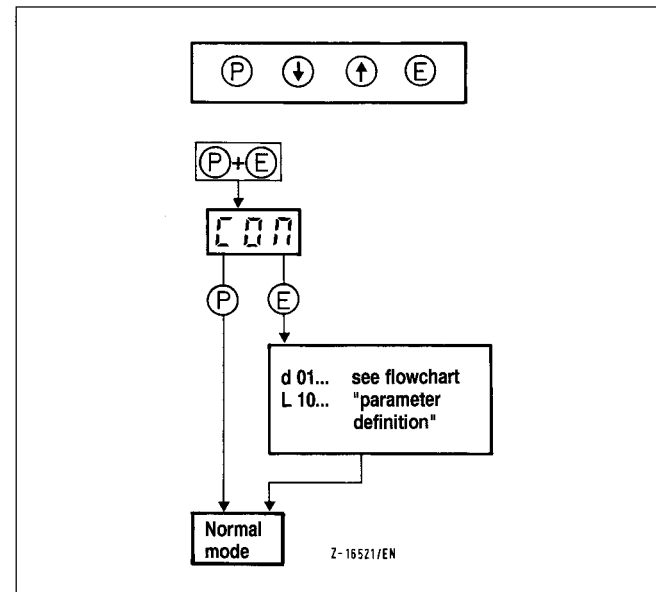 P ↓ ↑ E
P+E
CON
P E
d 01... see flowchart
L 10... "parameter
definition"
Normal
mode
Z-16521/EN